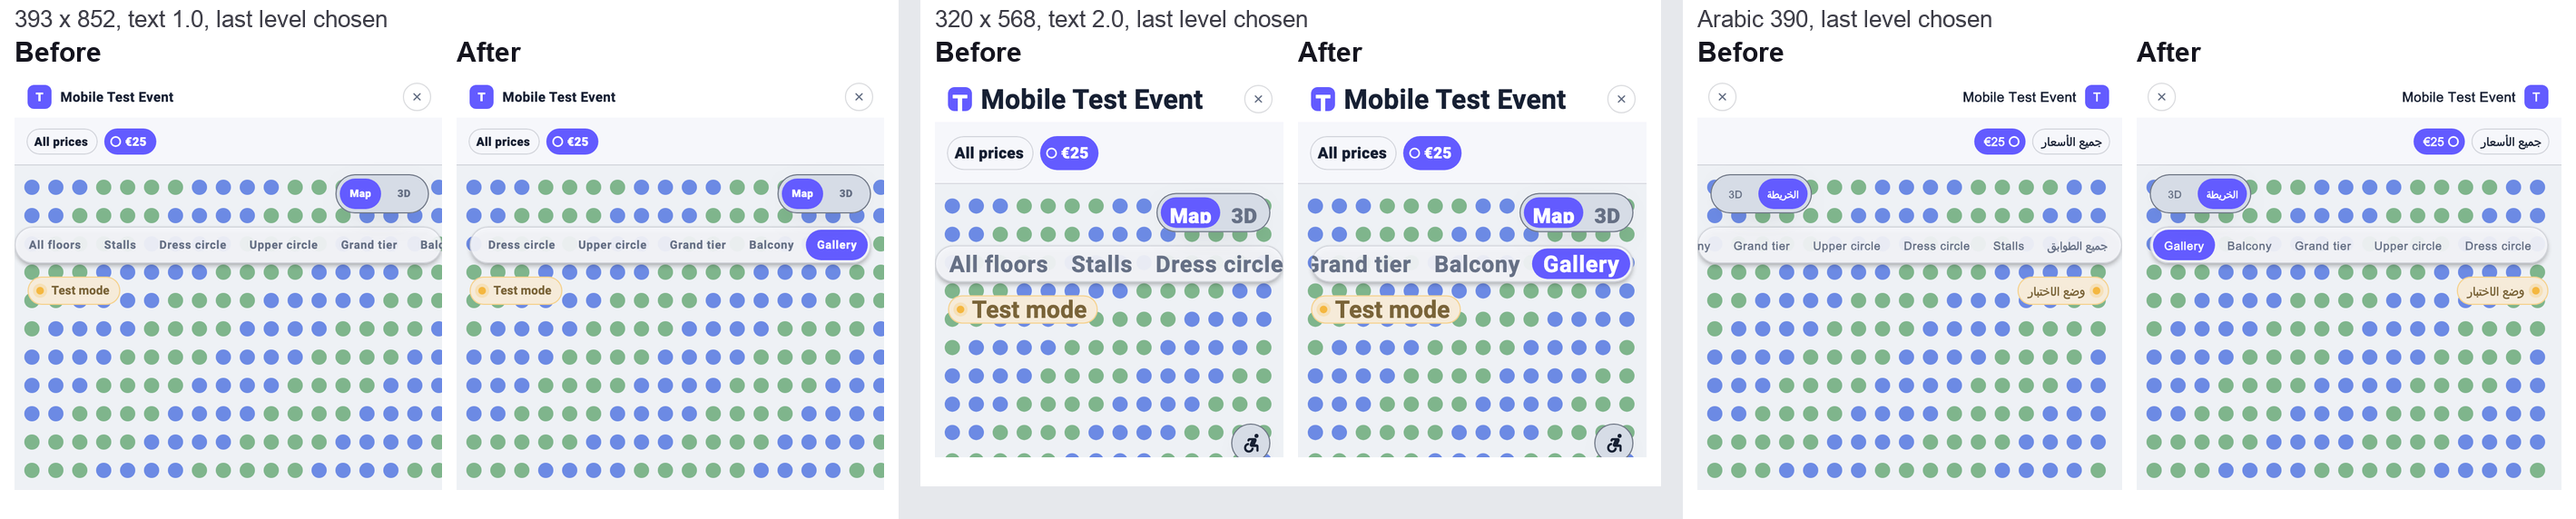 393 x 852, text 1.0, last level chosen
Before
T Mobile Test Event
All prices €25
Map 3D
All floors Stalls Dress circle Upper circle Grand tier Balc
Test mode
After
T Mobile Test Event
All prices €25
Map 3D
Dress circle Upper circle Grand tier Balcony Gallery
Test mode
320 x 568, text 2.0, last level chosen
Before
T Mobile Test Event
All prices €25
Map 3D
All floors Stalls Dress circle
Test mode
After
T Mobile Test Event
All prices €25
Map 3D
Grand tier Balcony Gallery
Test mode
Arabic 390, last level chosen
Before
Mobile Test Event T
€25 جميع الأسعار
3D الخريطة
ny Grand tier Upper circle Dress circle Stalls جميع الطوابق
وضع الاختبار
After
Mobile Test Event T
€25 جميع الأسعار
3D الخريطة
Gallery Balcony Grand tier Upper circle Dress circle
وضع الاختبار